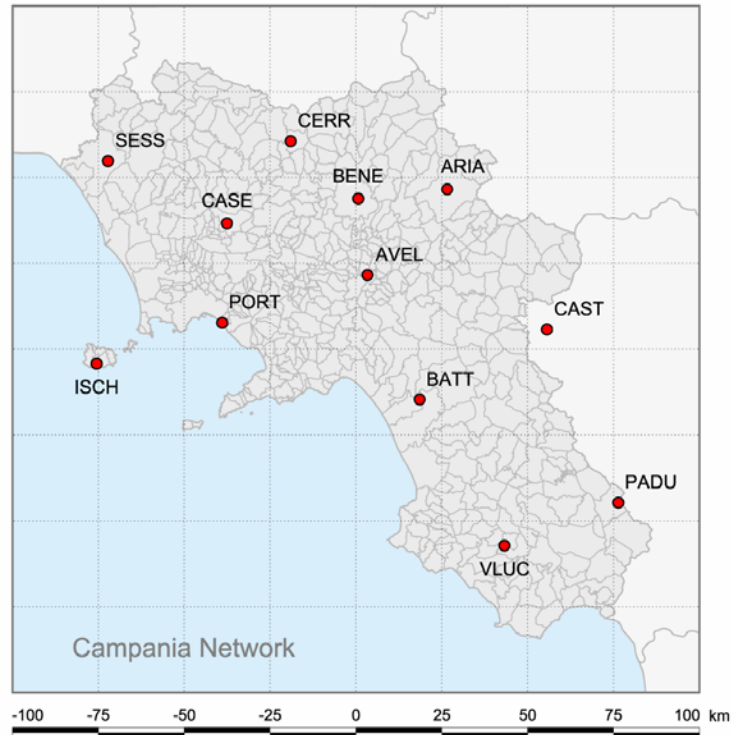 CERR
SESS
ARIA
BENE
CASE
AVEL
PORT
CAST
ISCH
BATT
PADU
VLUC
Campania Network
-100 -75 -50 -25 0 25 50 75 100 km